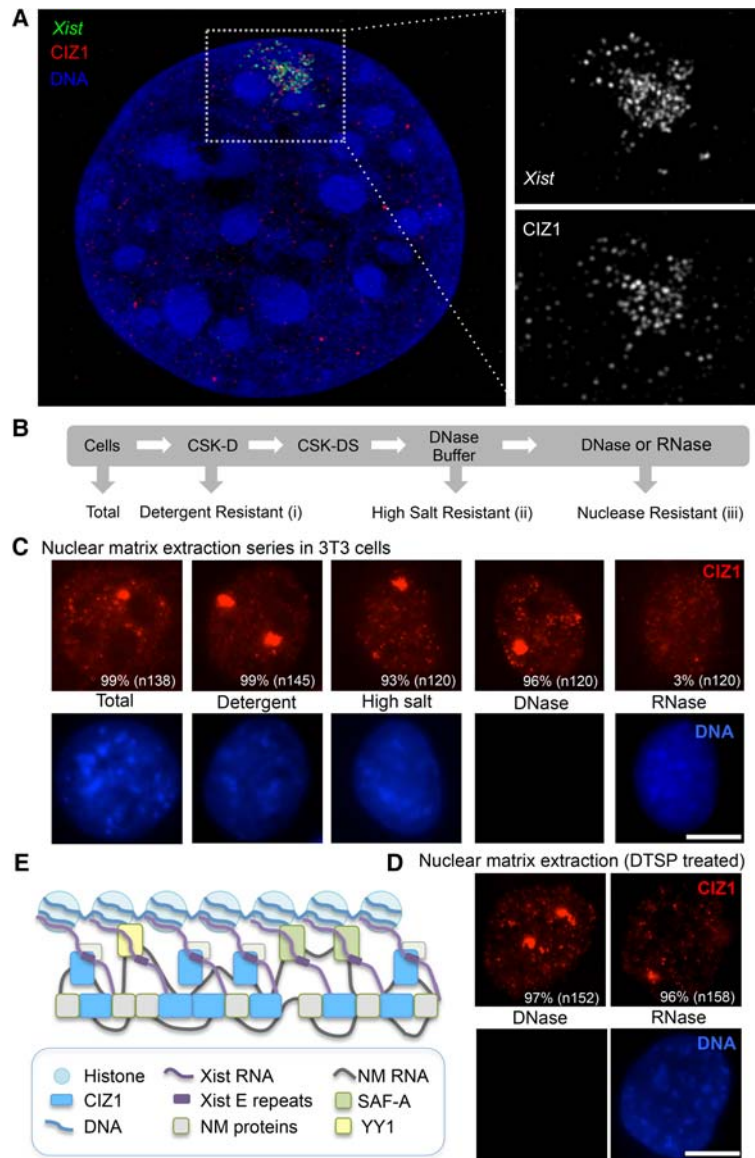 A
Xist
CIZ1
DNA
Xist
CIZ1
B
Cells CSK-D CSK-DS DNase Buffer DNase or RNase
Total Detergent Resistant (i) High Salt Resistant (ii) Nuclease Resistant (iii)
C Nuclear matrix extraction series in 3T3 cells
CIZ1
99% (n138) 99% (n145) 93% (n120) 96% (n120) 3% (n120)
Total Detergent High salt DNase RNase
DNA
E
D Nuclear matrix extraction (DTSP treated)
CIZ1
97% (n152) 96% (n158)
DNase RNase
DNA
Histone Xist RNA NM RNA
CIZ1 Xist E repeats SAF-A
DNA NM proteins YY1